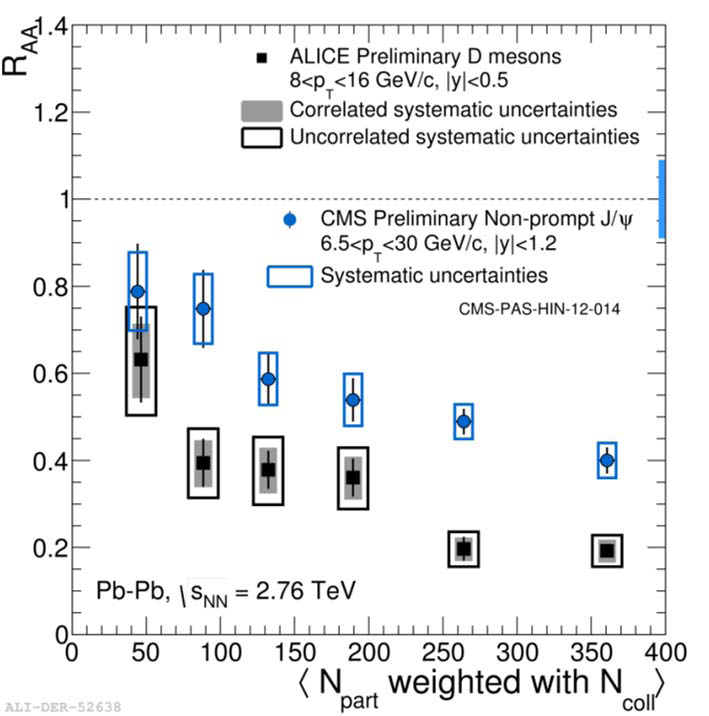 R_AA
1.4
1.2
1
0.8
0.6
0.4
0.2
0
ALICE Preliminary D mesons
8<p_T<16 GeV/c, |y|<0.5
Correlated systematic uncertainties
Uncorrelated systematic uncertainties
CMS Preliminary Non-prompt J/ψ
6.5<p_T<30 GeV/c, |y|<1.2
Systematic uncertainties
CMS-PAS-HIN-12-014
Pb-Pb, √s_NN = 2.76 TeV
0 50 100 150 200 250 300 350 400
⟨ N_part weighted with N_coll ⟩
ALI-DER-52638